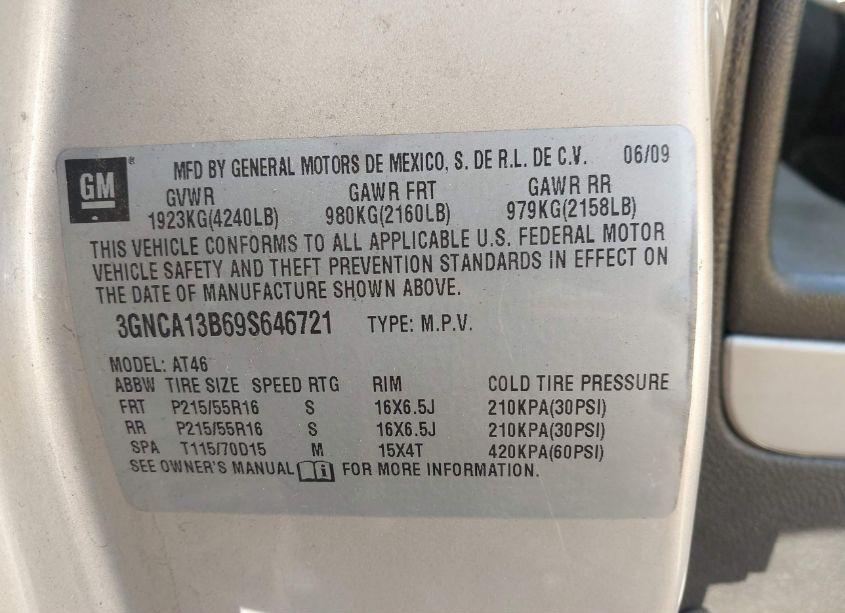 GM ® MFD BY GENERAL MOTORS DE MEXICO, S. DE R.L. DE C.V. 06/09
GVWR GAWR FRT GAWR RR
1923KG(4240LB) 980KG(2160LB) 979KG(2158LB)
THIS VEHICLE CONFORMS TO ALL APPLICABLE U.S. FEDERAL MOTOR
VEHICLE SAFETY AND THEFT PREVENTION STANDARDS IN EFFECT ON
THE DATE OF MANUFACTURE SHOWN ABOVE.
3GNCA13B69S646721 TYPE: M.P.V.
MODEL: AT46
ABBW TIRE SIZE SPEED RTG RIM COLD TIRE PRESSURE
FRT P215/55R16 S 16X6.5J 210KPA(30PSI)
RR P215/55R16 S 16X6.5J 210KPA(30PSI)
SPA T115/70D15 M 15X4T 420KPA(60PSI)
SEE OWNER'S MANUAL FOR MORE INFORMATION.